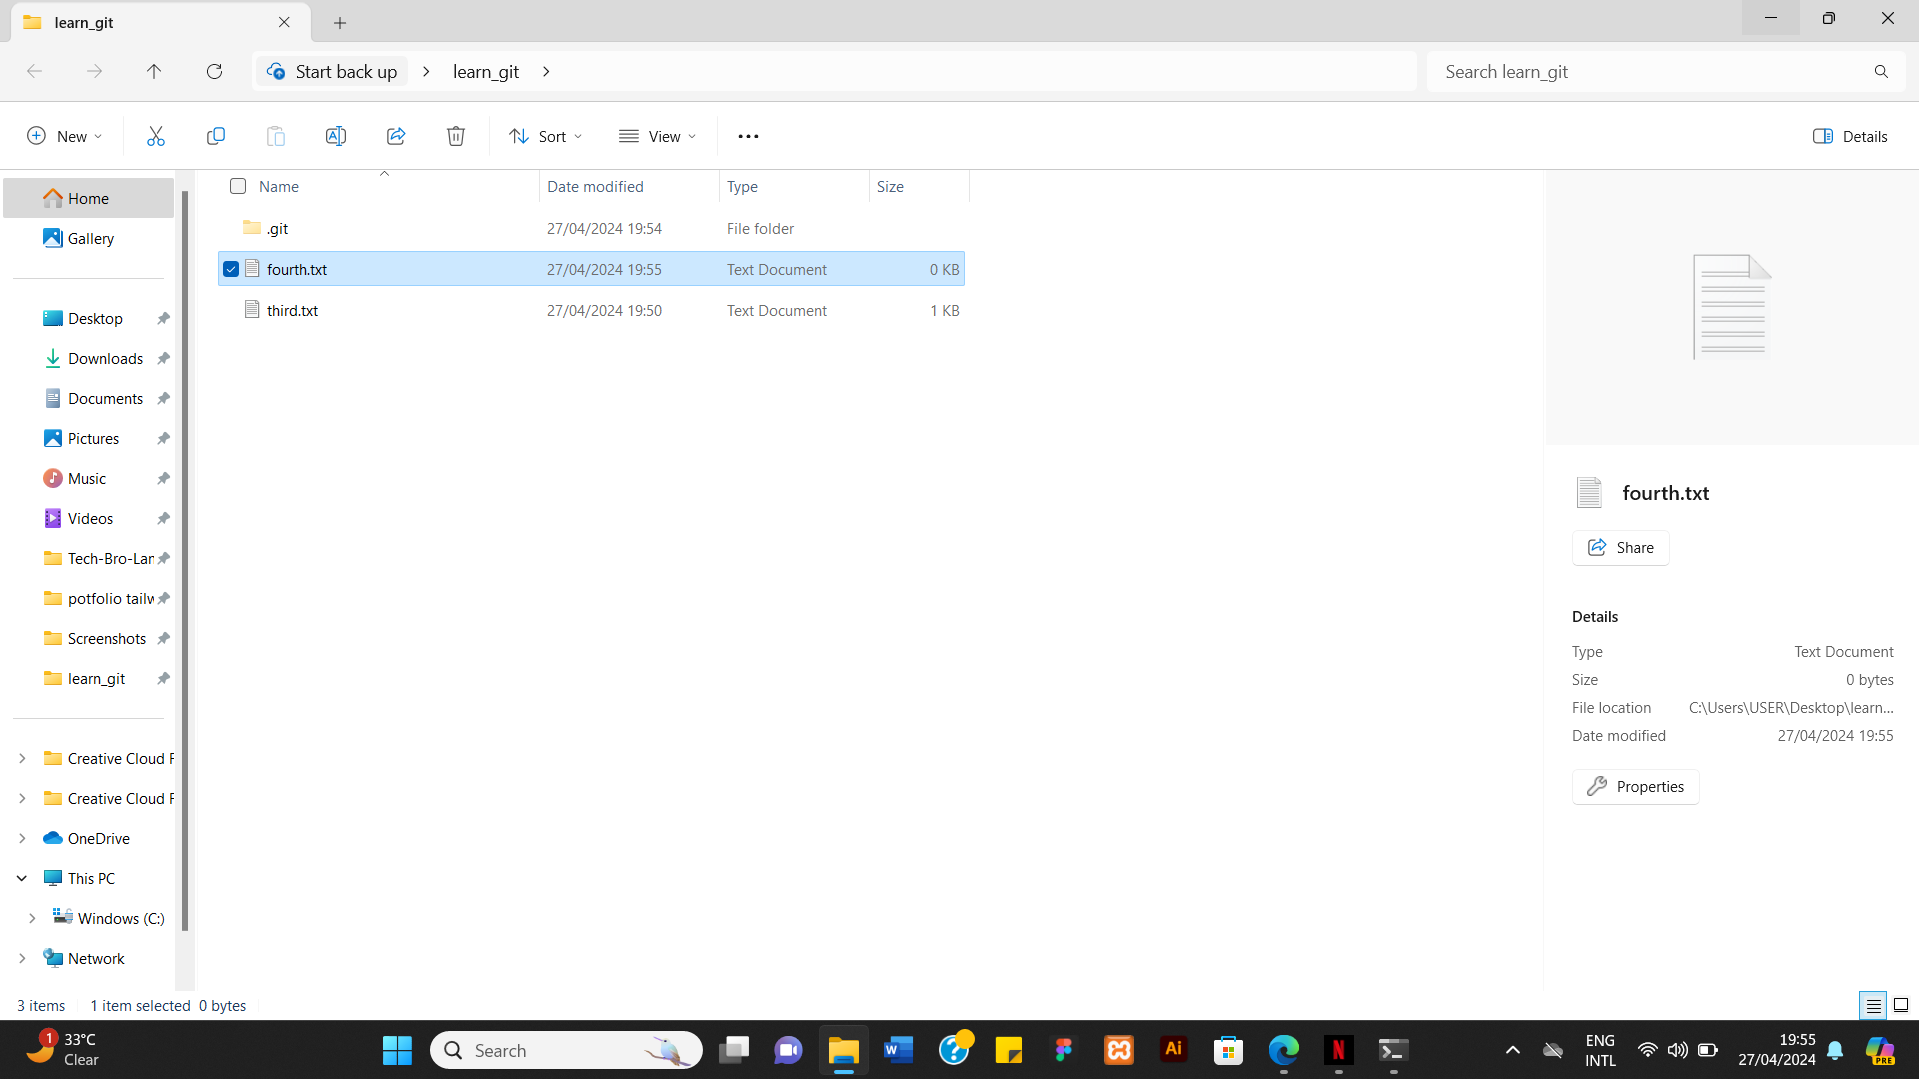 learn_git
Start back up
learn_git
Search learn_git
New
Sort
View
Details
Name
Date modified
Type
Size
.git
27/04/2024 19:54
File folder
fourth.txt
27/04/2024 19:55
Text Document
0 KB
third.txt
27/04/2024 19:50
Text Document
1 KB
Home
Gallery
Desktop
Downloads
Documents
Pictures
Music
Videos
Tech-Bro-Lan
potfolio tailw
Screenshots
learn_git
Creative Cloud F
Creative Cloud F
OneDrive
This PC
Windows (C:)
Network
fourth.txt
Share
Details
Type
Text Document
Size
0 bytes
File location
C:\Users\USER\Desktop\learn...
Date modified
27/04/2024 19:55
Properties
3 items
1 item selected 0 bytes
1
33°C
Clear
Search
W
?
Ai
N
ENG
INTL
19:55
27/04/2024
PRE